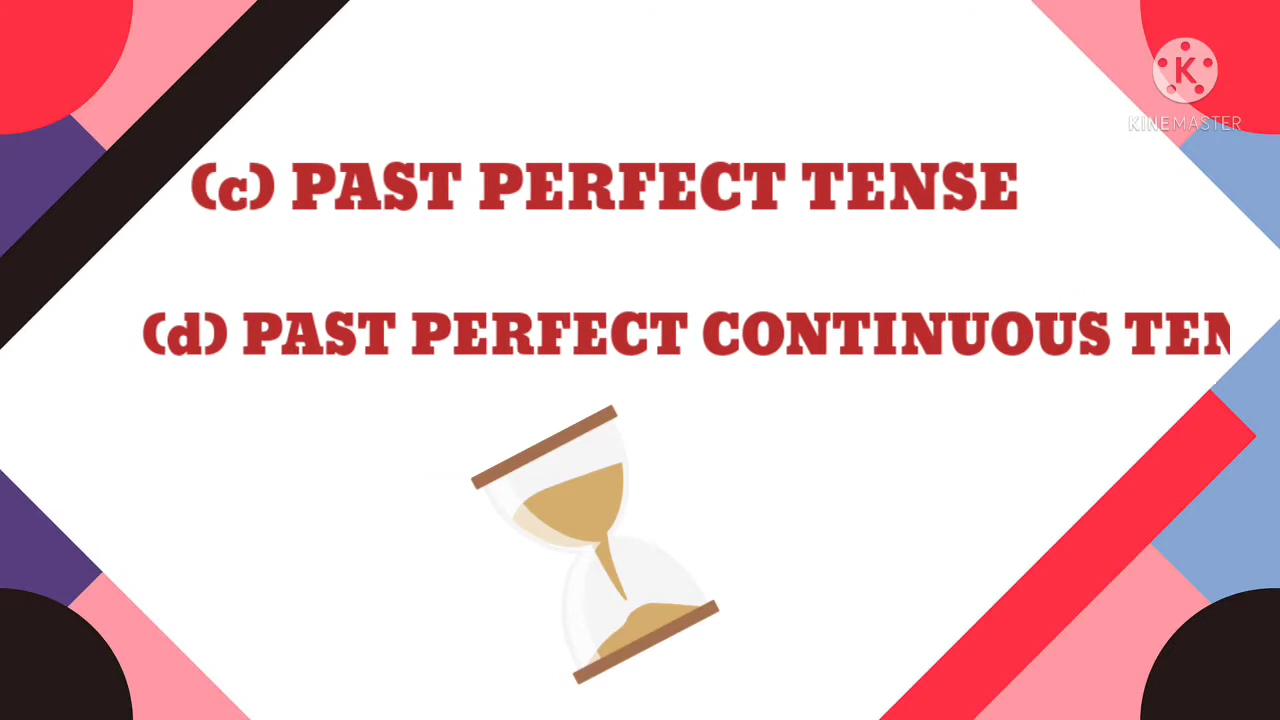 K
KINEMASTER
(c) PAST PERFECT TENSE
(d) PAST PERFECT CONTINUOUS TEN